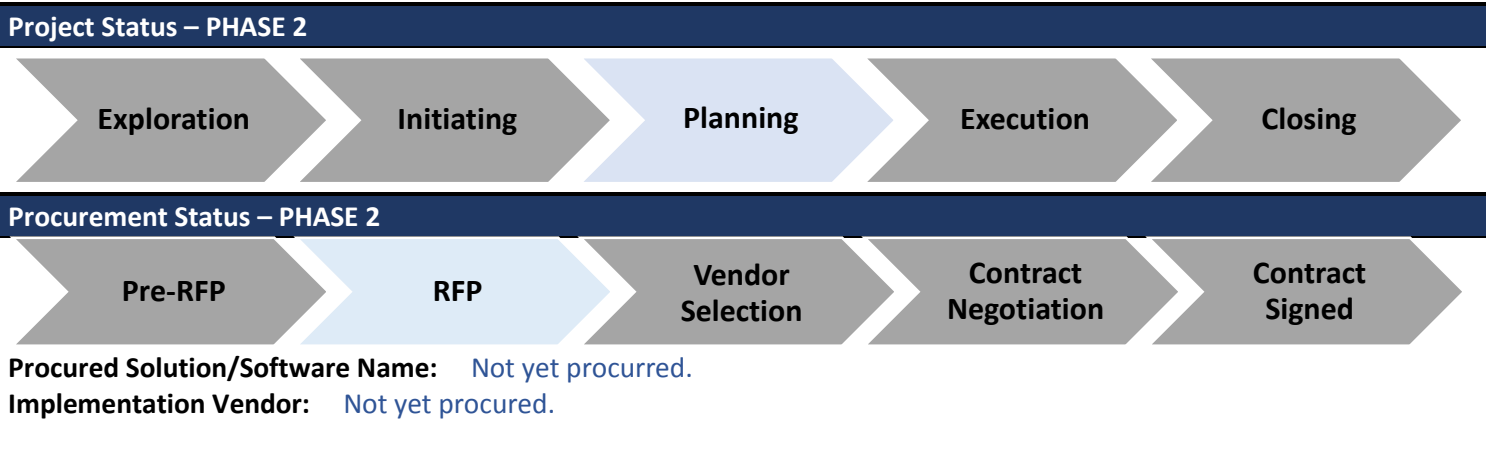 Project Status – PHASE 2
Exploration Initiating Planning Execution Closing
Procurement Status – PHASE 2
Pre-RFP RFP Vendor Selection Contract Negotiation Contract Signed
Procured Solution/Software Name: Not yet procurred.
Implementation Vendor: Not yet procured.